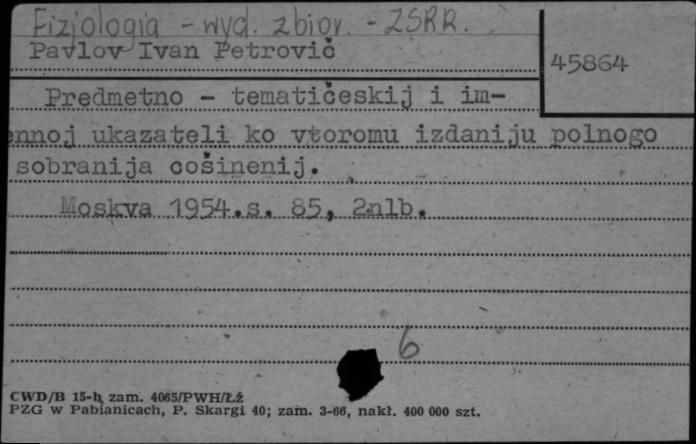 Fizjologia - wyd. zbior. - ZSRR.
Pavlov Ivan Petrovič
45864
Predmetno - tematičeskij i im-
ennoj ukazateli ko vtoromu izdaniju polnogo
sobranija cošinenij.
Moskva 1954.s. 85, 2nlb.
6
CWD/B 15-h zam. 4065/PWH/ŁŻ
PZG w Pabianicach, P. Skargi 40; zam. 3-66, nakł. 400 000 szt.